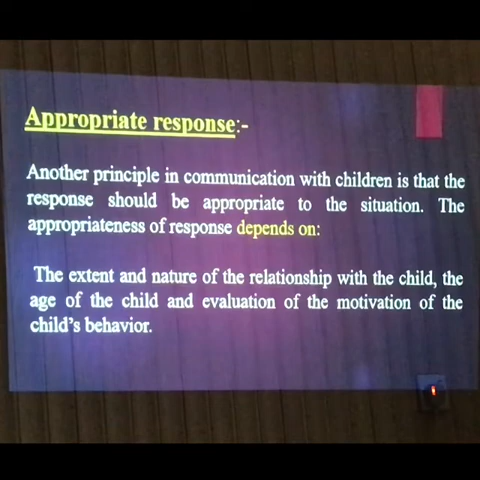 Appropriate response:-
Another principle in communication with children is that the
response should be appropriate to the situation. The
appropriateness of response depends on:
The extent and nature of the relationship with the child, the
age of the child and evaluation of the motivation of the
child's behavior.